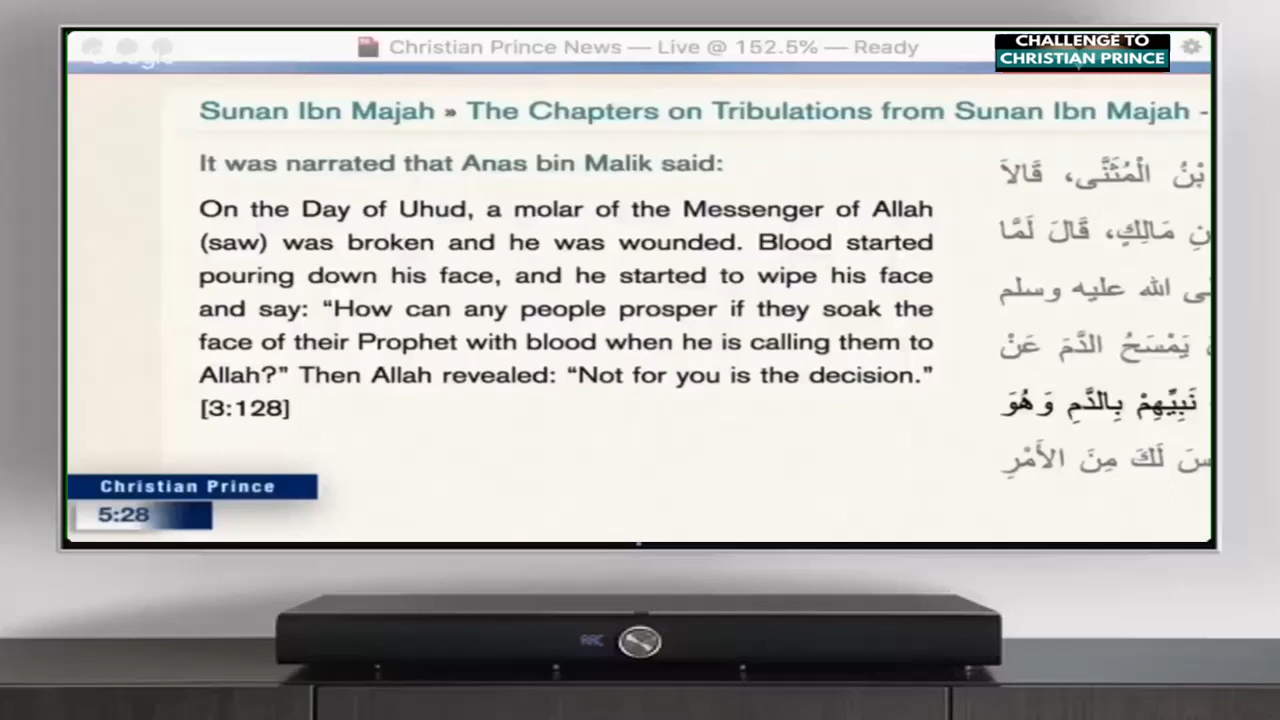 Christian Prince News — Live @ 152.5% — Ready
CHALLENGE TO
CHRISTIAN PRINCE
Google
Sunan Ibn Majah » The Chapters on Tribulations from Sunan Ibn Majah -
It was narrated that Anas bin Malik said:
On the Day of Uhud, a molar of the Messenger of Allah
(saw) was broken and he was wounded. Blood started
pouring down his face, and he started to wipe his face
and say: “How can any people prosper if they soak the
face of their Prophet with blood when he is calling them to
Allah?” Then Allah revealed: “Not for you is the decision.”
[3:128]
بْنُ الْمُثَنَّى، قَالاَ
مَالِكٍ، قَالَ لَمَّا
الله عليه وسلم
يَمْسَحُ الدَّمَ عَنْ
نَبِيِّهِمْ بِالدَّمِ وَهُوَ
لَكَ مِنَ الأَمْرِ
Christian Prince
5:28